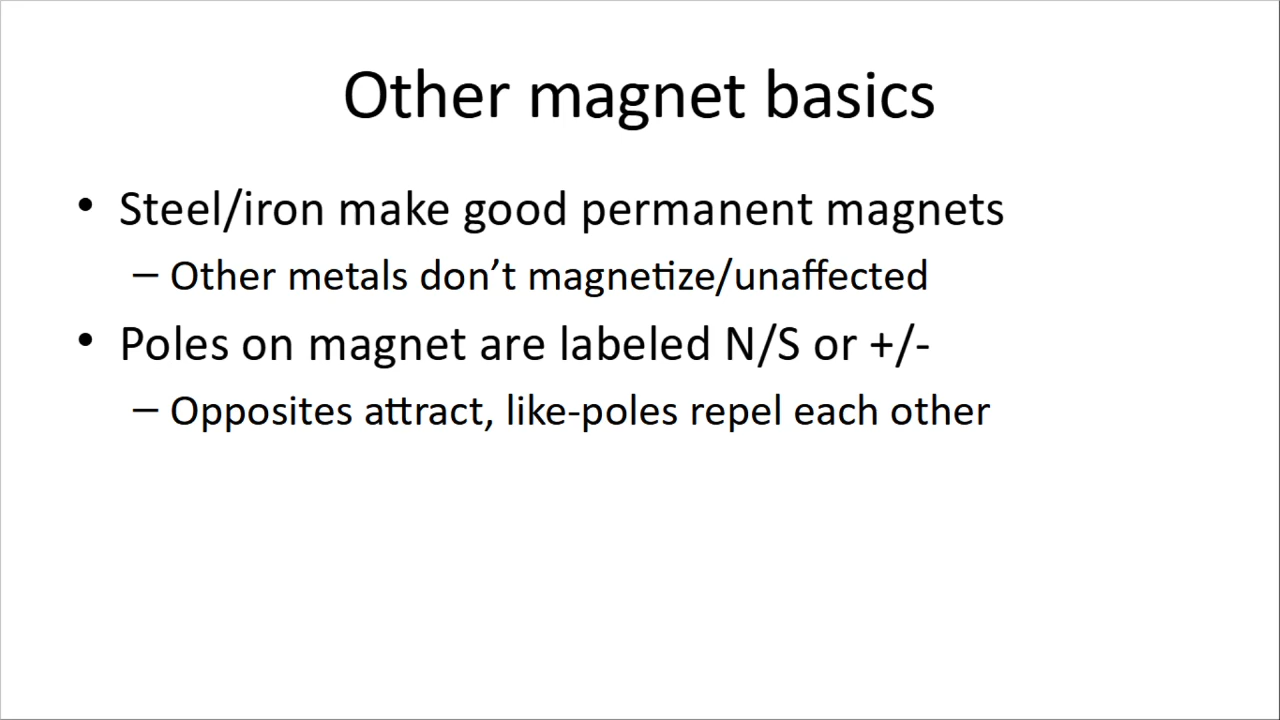 Other magnet basics
• Steel/iron make good permanent magnets
– Other metals don’t magnetize/unaffected
• Poles on magnet are labeled N/S or +/-
– Opposites attract, like-poles repel each other